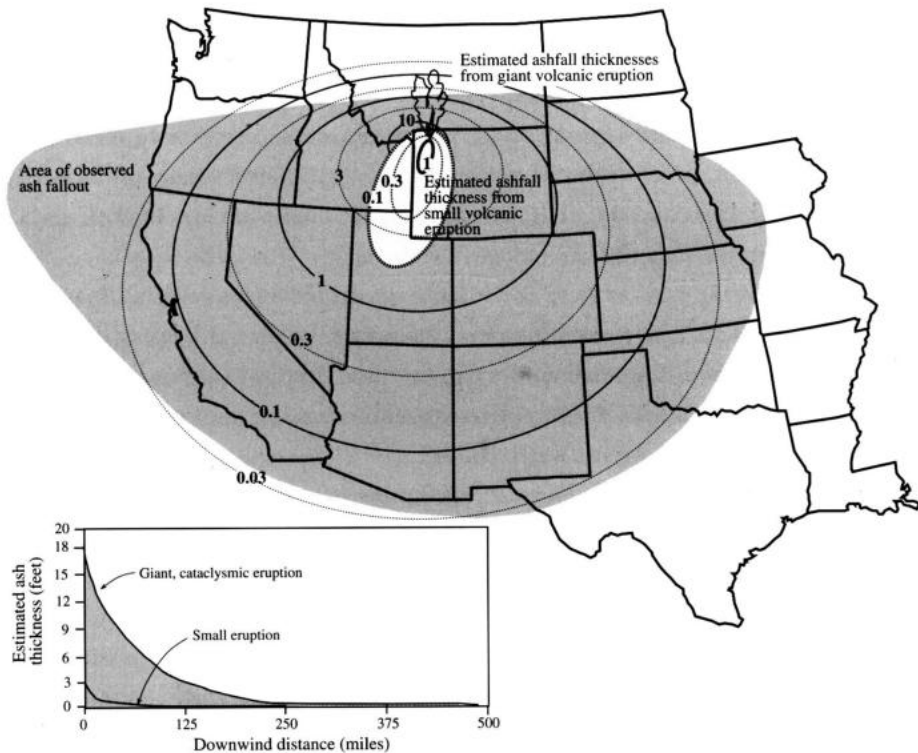 Estimated ashfall thicknesses
from giant volcanic eruption
1
10
Area of observed
ash fallout
3
0.3
0.1
1
Estimated ashfall
thickness from
small volcanic
eruption
1
0.3
0.1
0.03
20
18
15
12
9
6
3
0
Estimated ash
thickness (feet)
Giant, cataclysmic eruption
Small eruption
0
125
250
375
500
Downwind distance (miles)